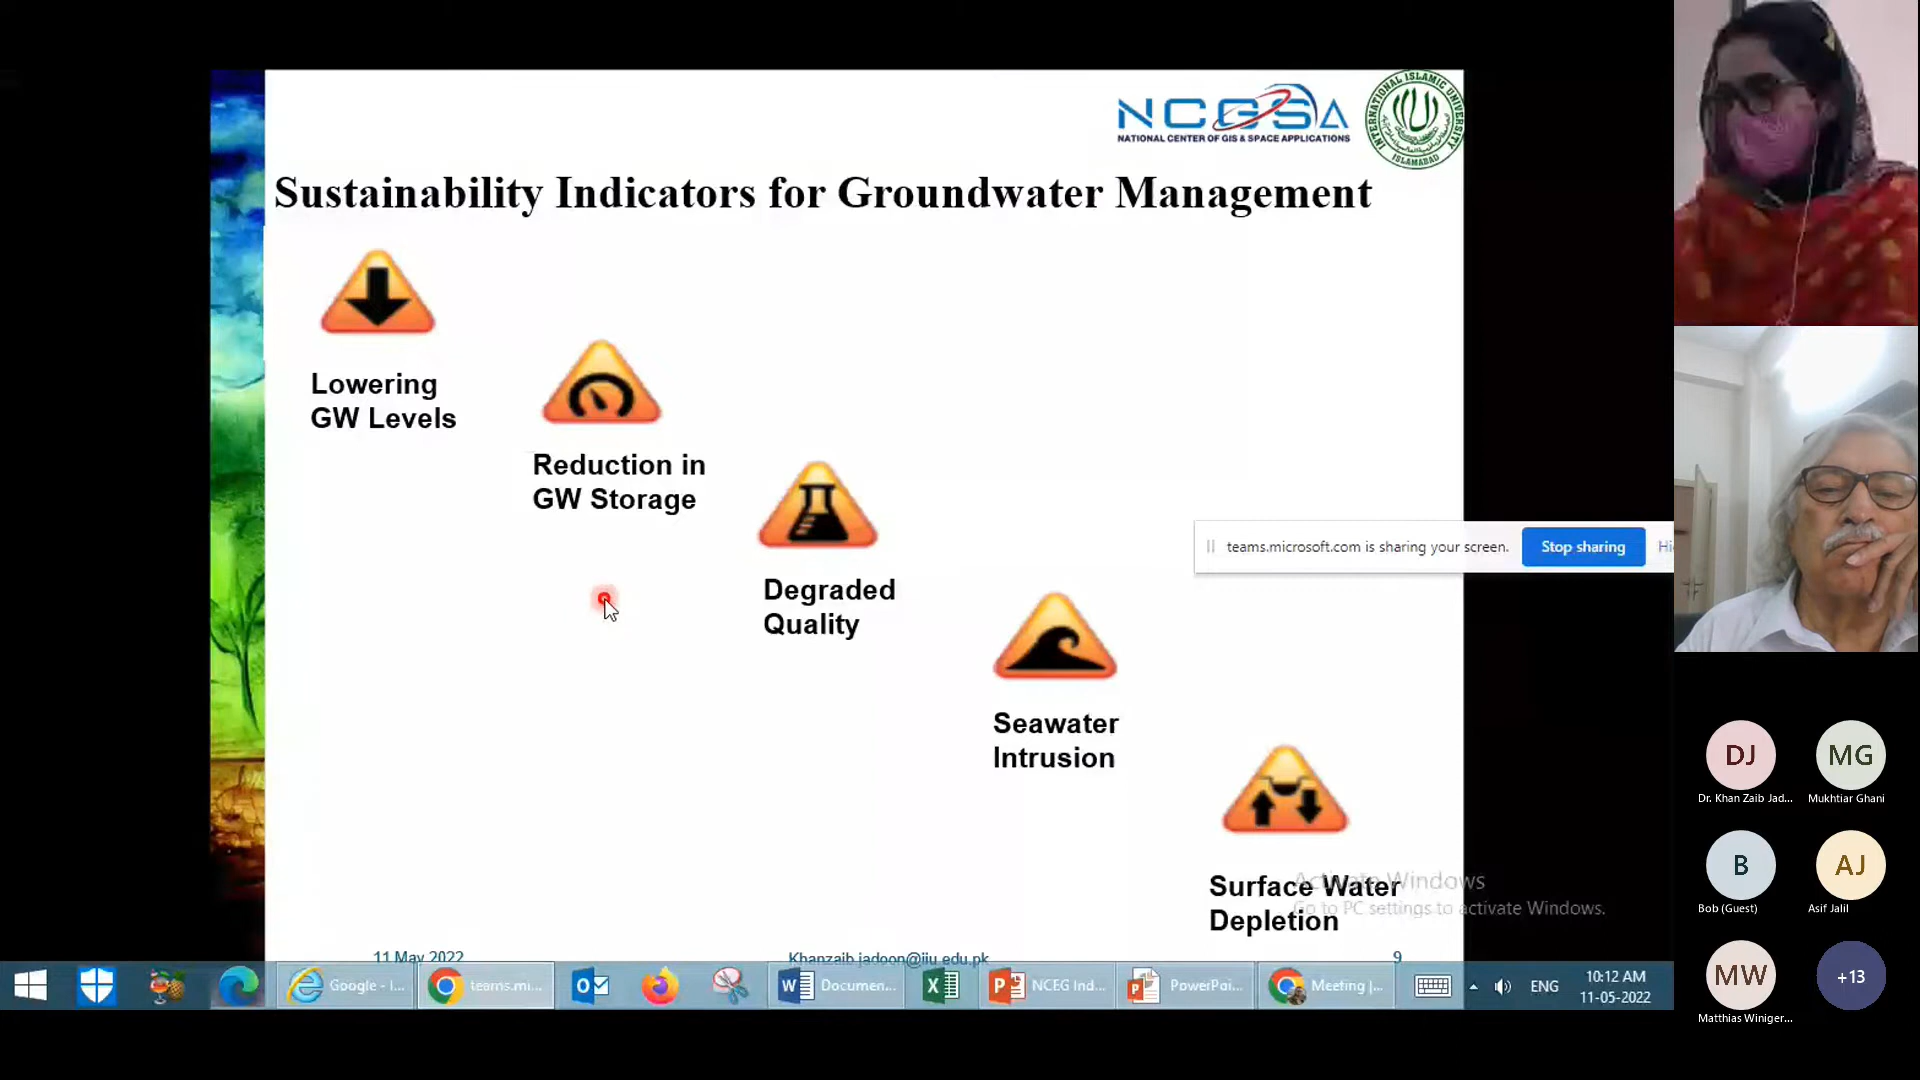 NCGSA
NATIONAL CENTER OF GIS & SPACE APPLICATIONS
INTERNATIONAL ISLAMIC UNIVERSITY
ISLAMABAD
Sustainability Indicators for Groundwater Management
Lowering
GW Levels
Reduction in
GW Storage
Degraded
Quality
teams.microsoft.com is sharing your screen.
Stop sharing
Hi
Seawater
Intrusion
Surface Water
Depletion
Activate Windows
Go to PC settings to activate Windows.
11 May 2022
Khanzaib.jadoon@iiu.edu.pk
9
Google - I...
teams.mi...
Documen...
NCEG Ind...
PowerPai...
Meeting |...
ENG
10:12 AM
11-05-2022
DJ
Dr. Khan Zaib Jad...
MG
Mukhtiar Ghani
B
Bob (Guest)
AJ
Asif Jalil
MW
Matthias Winiger...
+13